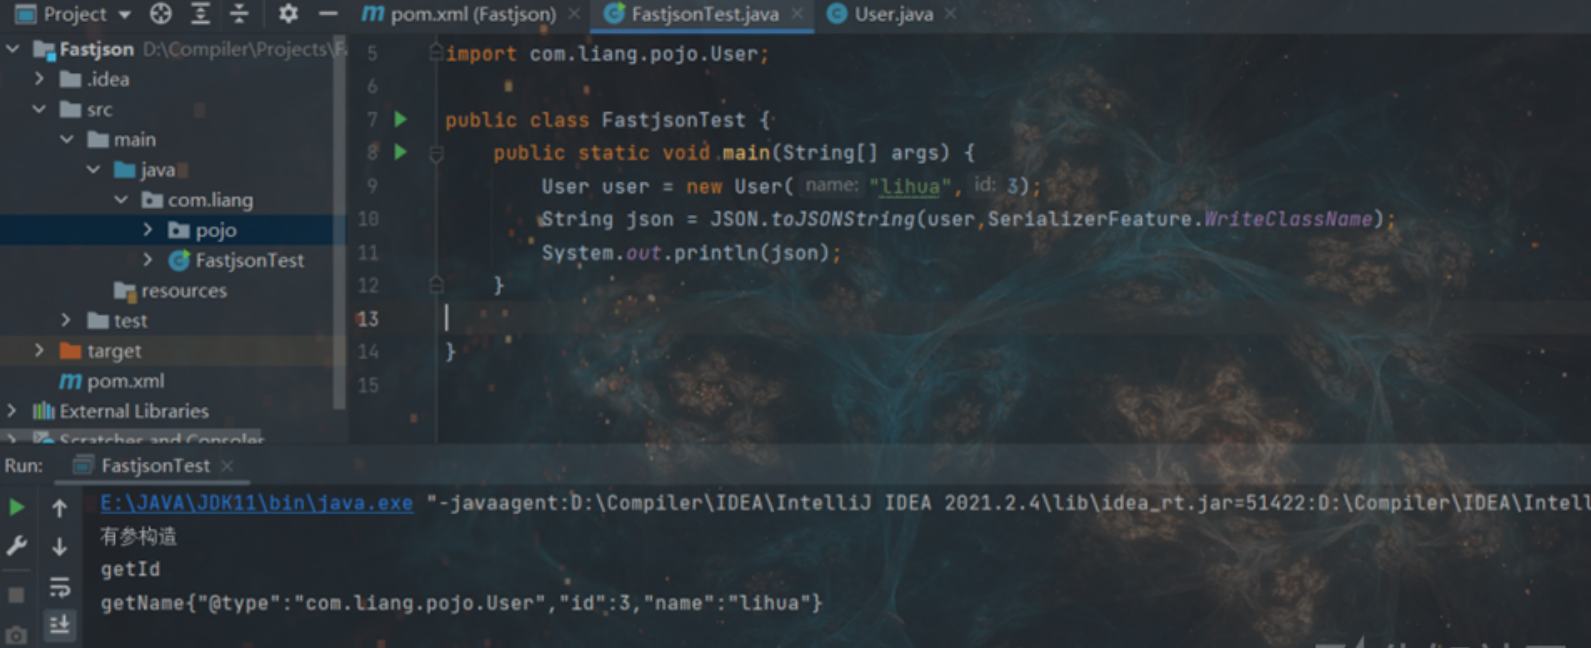 Project
pom.xml (Fastjson)
FastjsonTest.java
User.java
Fastjson D:\Compiler\Projects\
.idea
src
main
java
com.liang
pojo
FastjsonTest
resources
test
target
pom.xml
External Libraries
Scratches and Consoles
5 import com.liang.pojo.User;
6
7 public class FastjsonTest {
8 public static void main(String[] args) {
9 User user = new User( name: "lihua", id: 3);
10 String json = JSON.toJSONString(user,SerializerFeature.WriteClassName);
11 System.out.println(json);
12 }
13
14 }
15
Run: FastjsonTest
E:\JAVA\JDK11\bin\java.exe "-javaagent:D:\Compiler\IDEA\IntelliJ IDEA 2021.2.4\lib\idea_rt.jar=51422:D:\Compiler\IDEA\Intell
有参构造
getId
getName{"@type":"com.liang.pojo.User","id":3,"name":"lihua"}